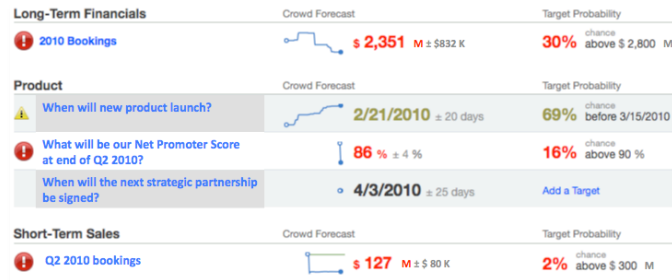 Long-Term Financials Crowd Forecast Target Probability
2010 Bookings $ 2,351 M ± $832 K 30% chance above $ 2,800 M
Product Crowd Forecast Target Probability
When will new product launch? 2/21/2010 ± 20 days 69% chance before 3/15/2010
What will be our Net Promoter Score
at end of Q2 2010? 86 % ± 4 % 16% chance above 90 %
When will the next strategic partnership
be signed? 4/3/2010 ± 25 days Add a Target
Short-Term Sales Crowd Forecast Target Probability
Q2 2010 bookings $ 127 M ± $ 80 K 2% chance above $ 300 M